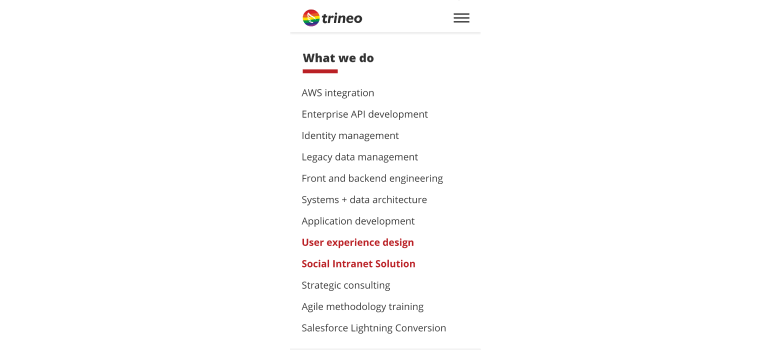 trineo
What we do
AWS integration
Enterprise API development
Identity management
Legacy data management
Front and backend engineering
Systems + data architecture
Application development
User experience design
Social Intranet Solution
Strategic consulting
Agile methodology training
Salesforce Lightning Conversion